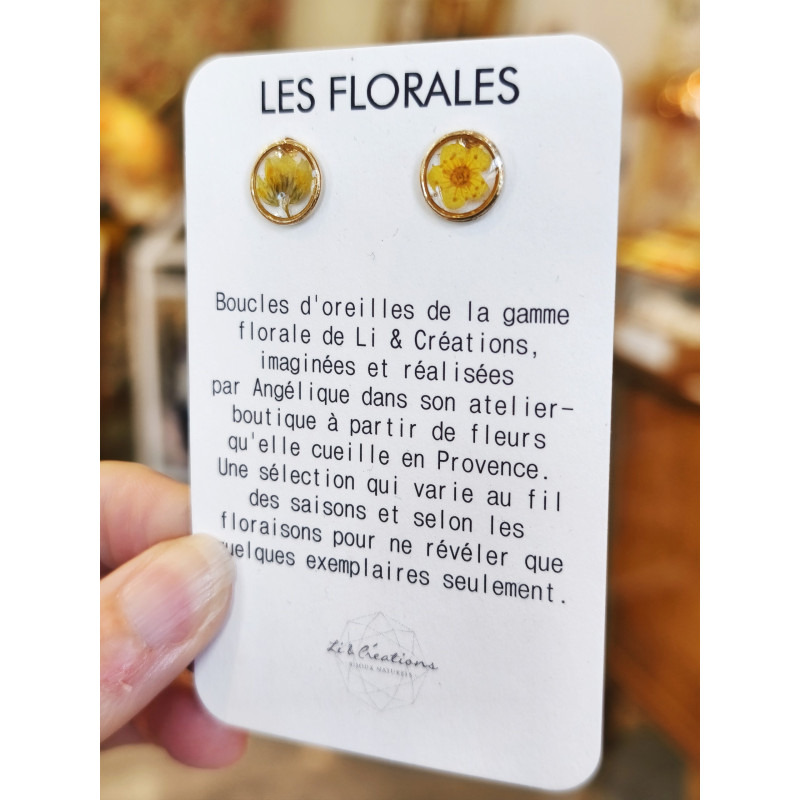 LES FLORALES
Boucles d'oreilles de la gamme
florale de Li & Créations,
imaginées et réalisées
par Angélique dans son atelier-
boutique à partir de fleurs
qu'elle cueille en Provence.
Une sélection qui varie au fil
des saisons et selon les
floraisons pour ne révéler que
quelques exemplaires seulement.
Li & Créations
BIJOUX NATURELS